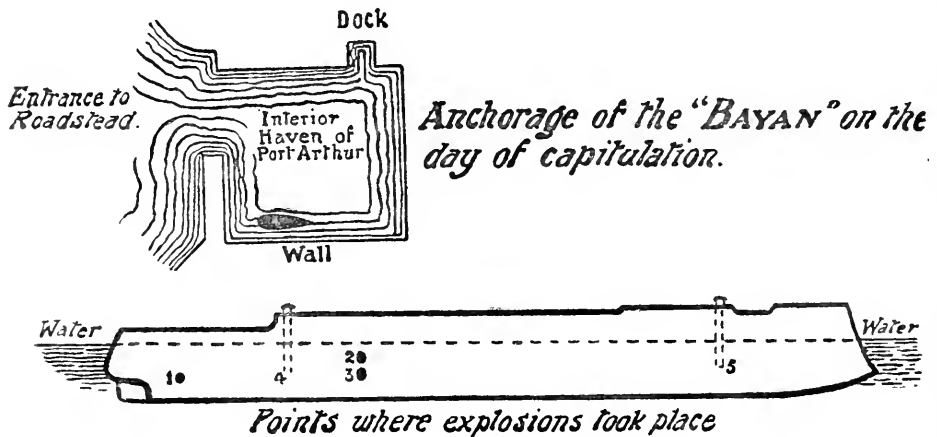 Dock
Entrance to
Roadstead.
Interior
Haven of
Port Arthur
Anchorage of the "BAYAN" on the
day of capitulation.
Wall
Water
Water
1
4
2
3
5
Points where explosions took place